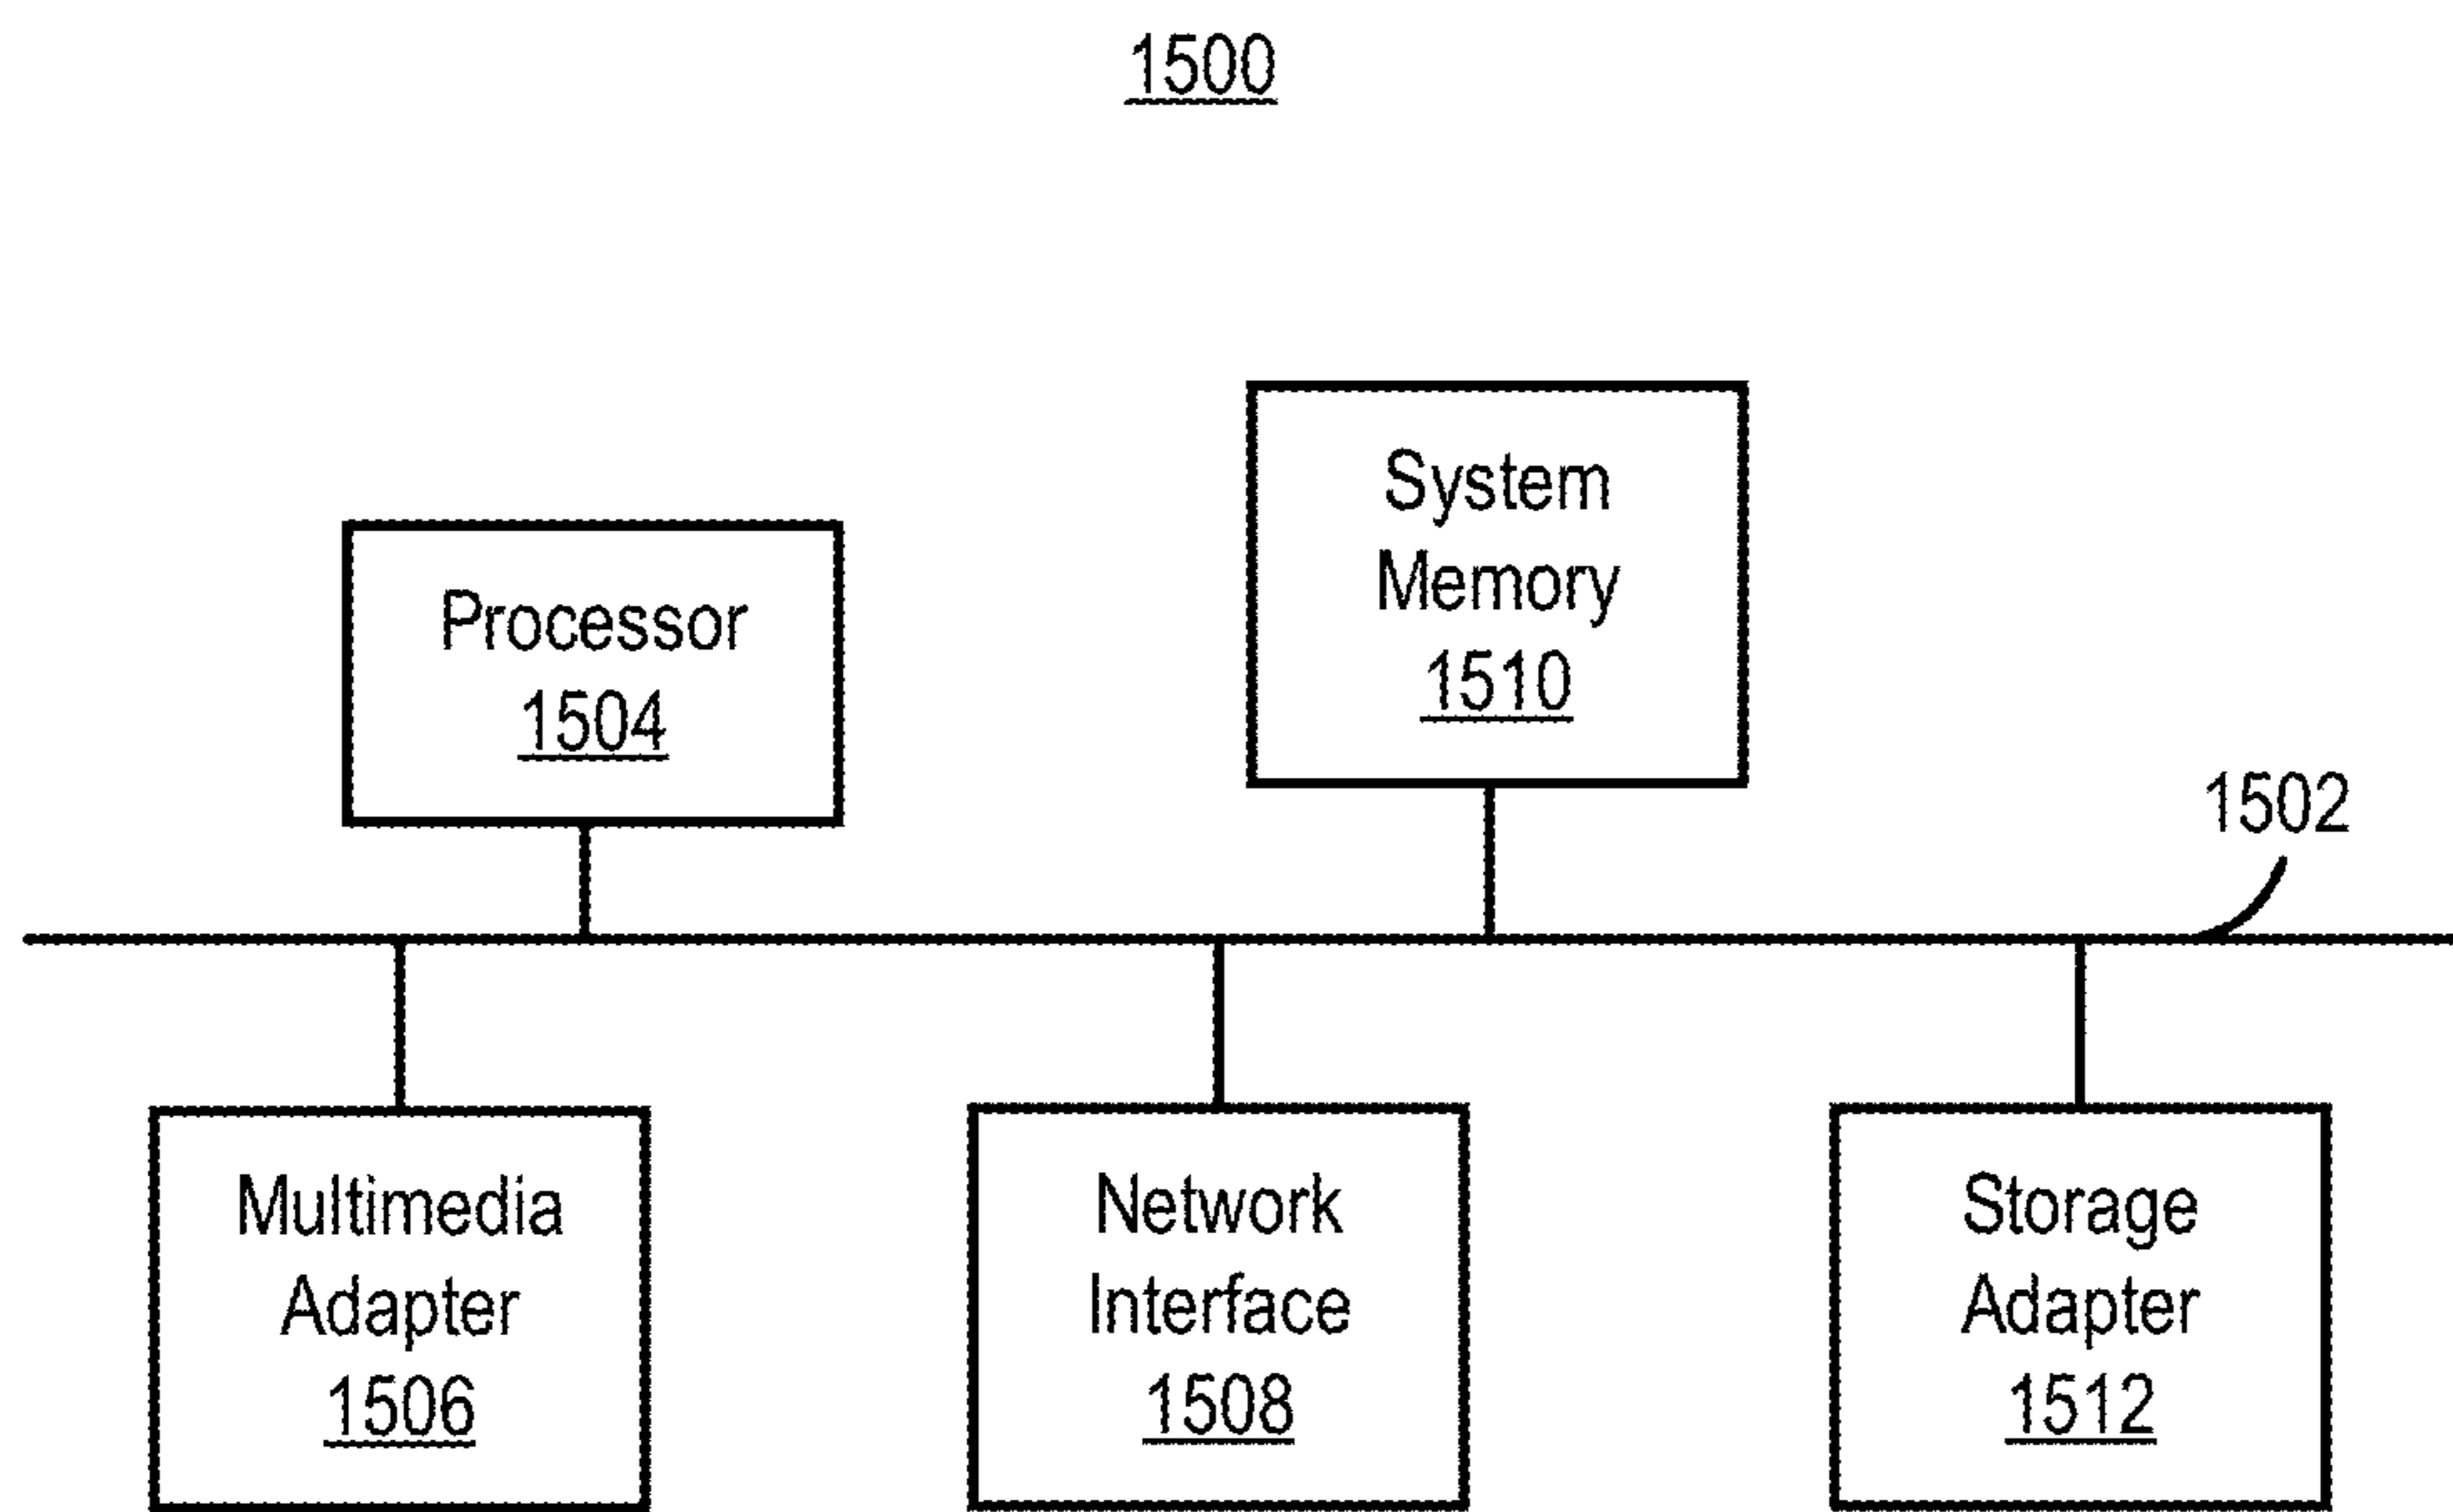 1500
System
Memory
1510
Processor
1504
1502
Multimedia
Adapter
1506
Network
Interface
1508
Storage
Adapter
1512